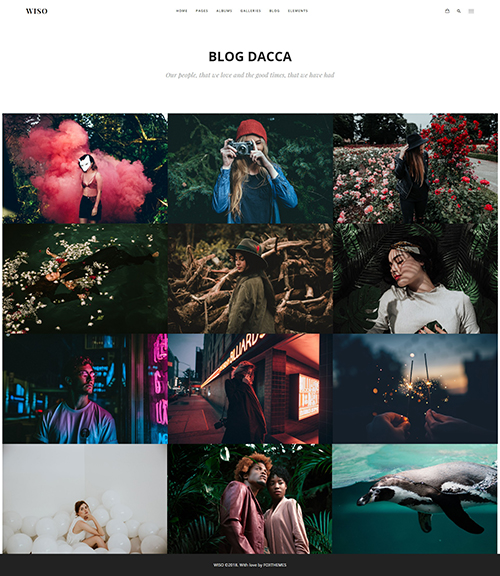 WISO
HOME PAGES ALBUMS GALLERIES BLOG ELEMENTS
BLOG DACCA
Our people, that we love and the good times, that we have had
BILLIARDS
WISO ©2018. With love by FOXTHEMES